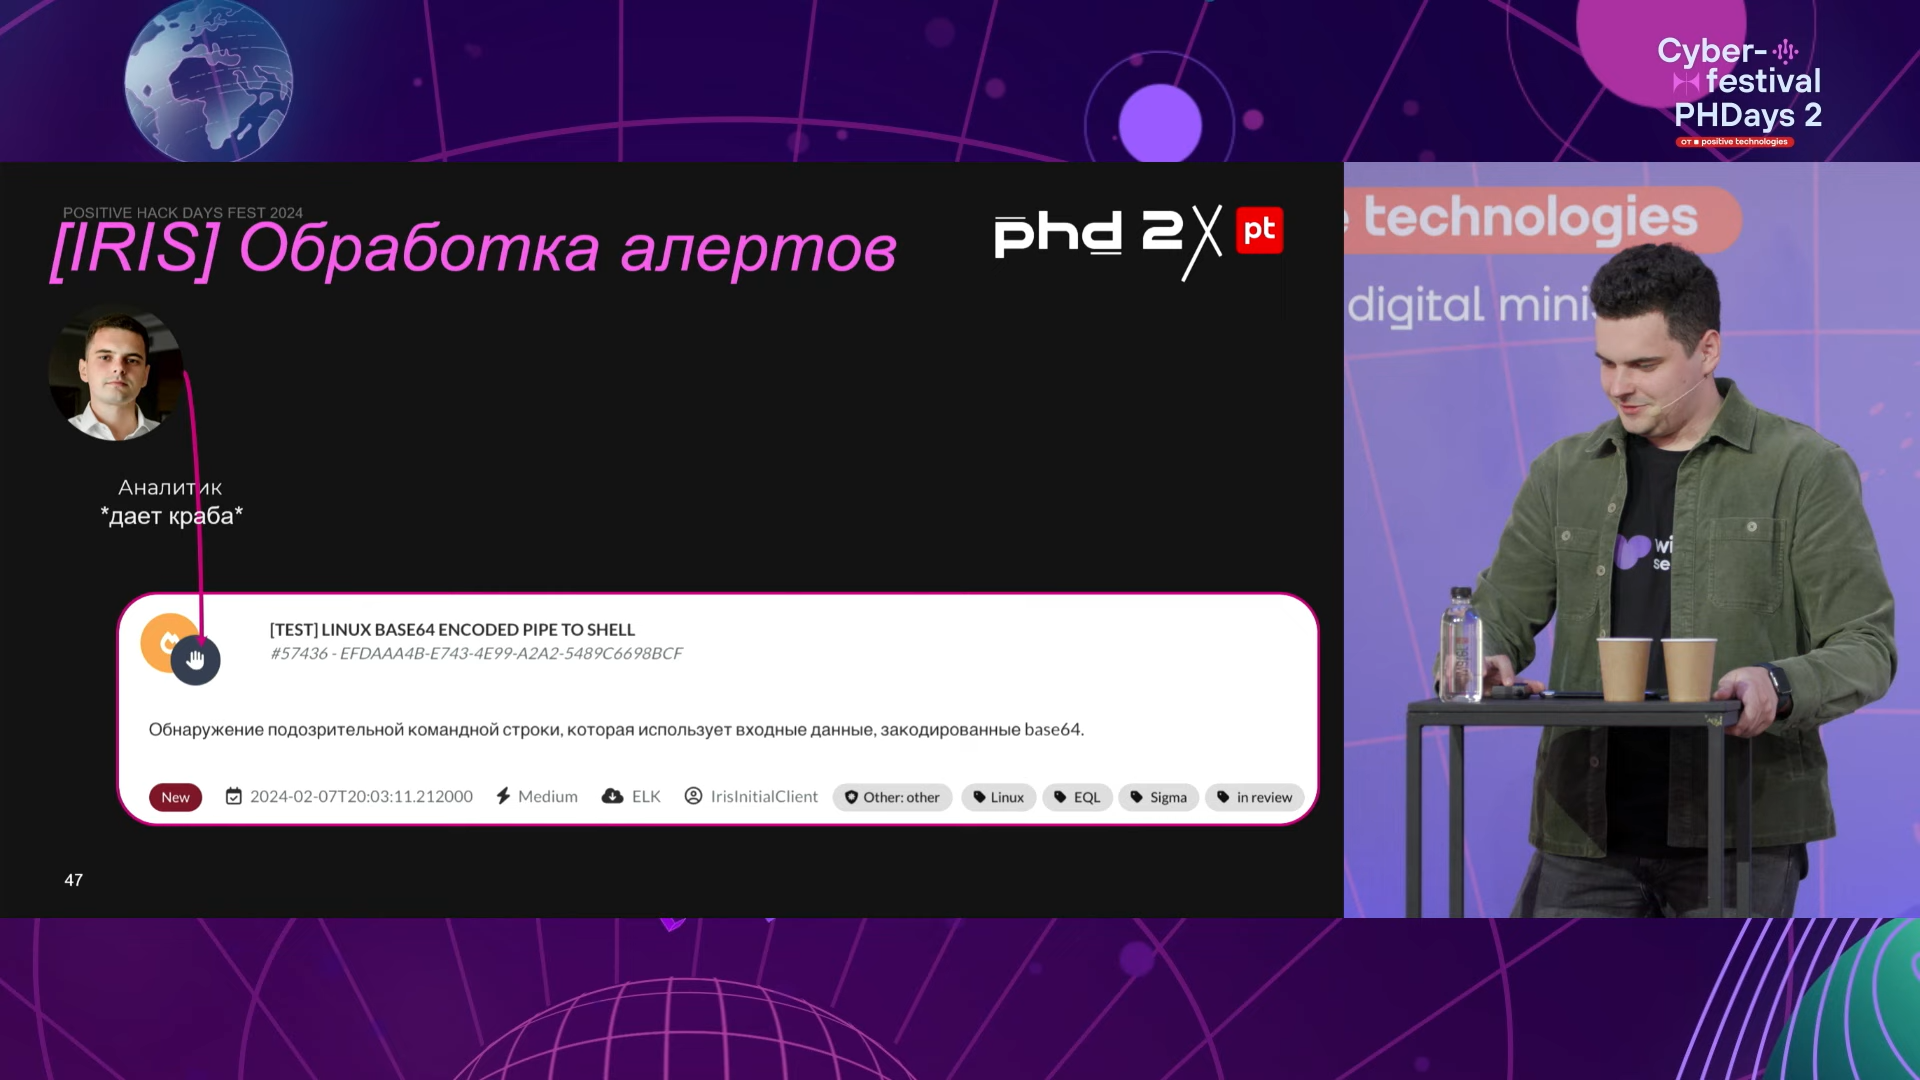 Cyber-
festival
PHDays 2
от positive technologies
POSITIVE HACK DAYS FEST 2024
[IRIS] Обработка алертов
phd 2
pt
technologies
digital mini
Аналитик
*дает краба*
[TEST] LINUX BASE64 ENCODED PIPE TO SHELL
#57436 - EFDAAA4B-E743-4E99-A2A2-5489C6698BCF
Обнаружение подозрительной командной строки, которая использует входные данные, закодированные base64.
New 2024-02-07T20:03:11.212000 Medium ELK IrisInitialClient Other: other Linux EQL Sigma in review
47
wi
se